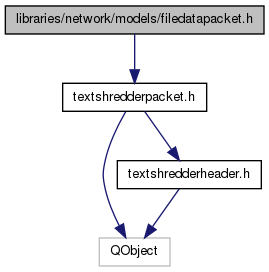 libraries/network/models/filedatapacket.h
textshredderpacket.h
textshredderheader.h
QObject